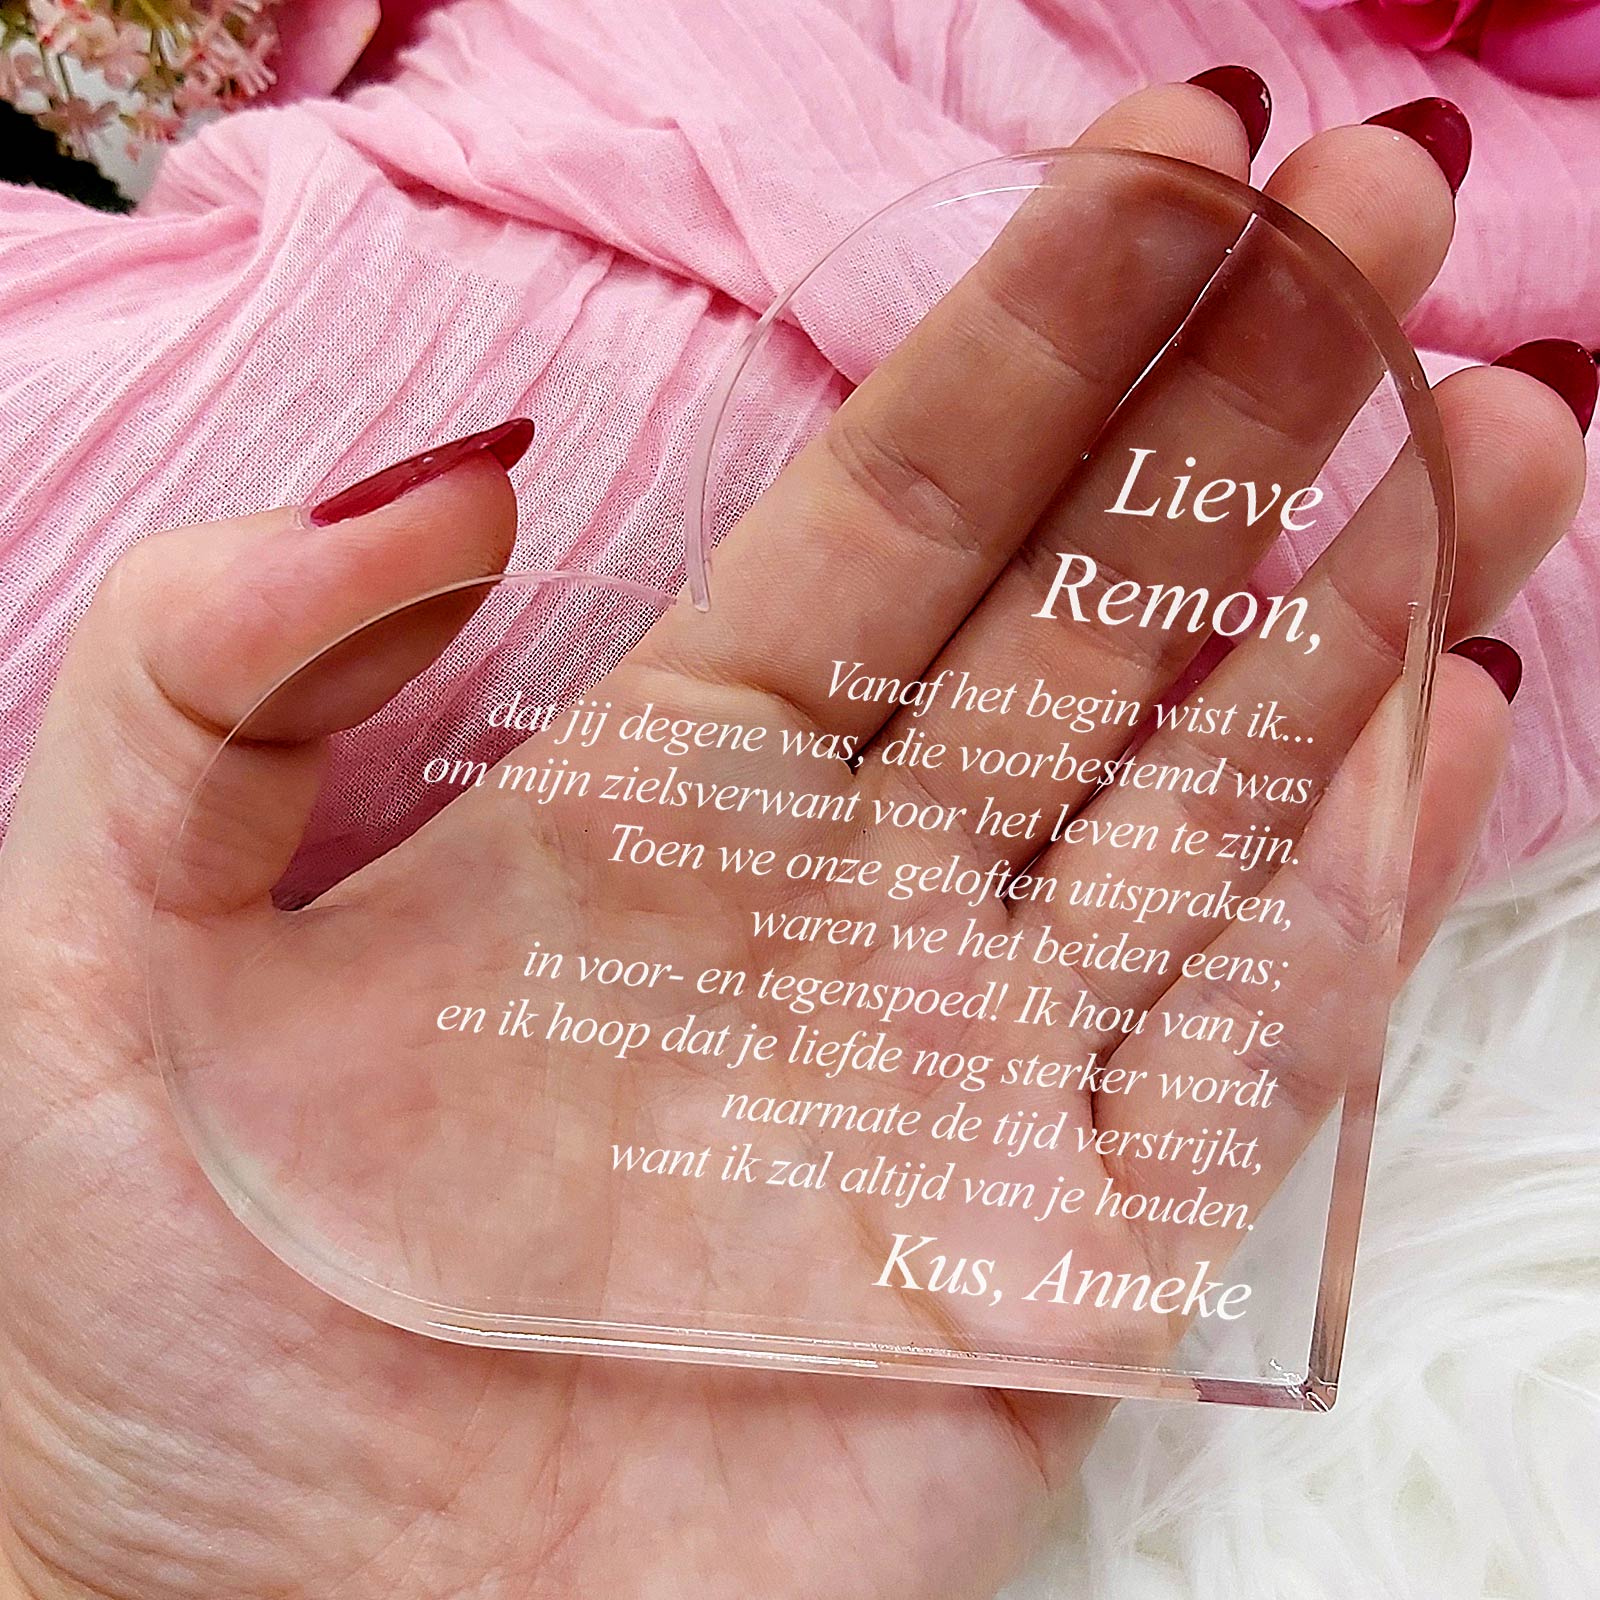 Lieve
Remon,
Vanaf het begin wist ik...
dat jij degene was, die voorbestemd was
om mijn zielsverwant voor het leven te zijn.
Toen we onze geloften uitspraken,
waren we het beiden eens;
in voor- en tegenspoed! Ik hou van je
en ik hoop dat je liefde nog sterker wordt
naarmate de tijd verstrijkt,
want ik zal altijd van je houden.
Kus, Anneke